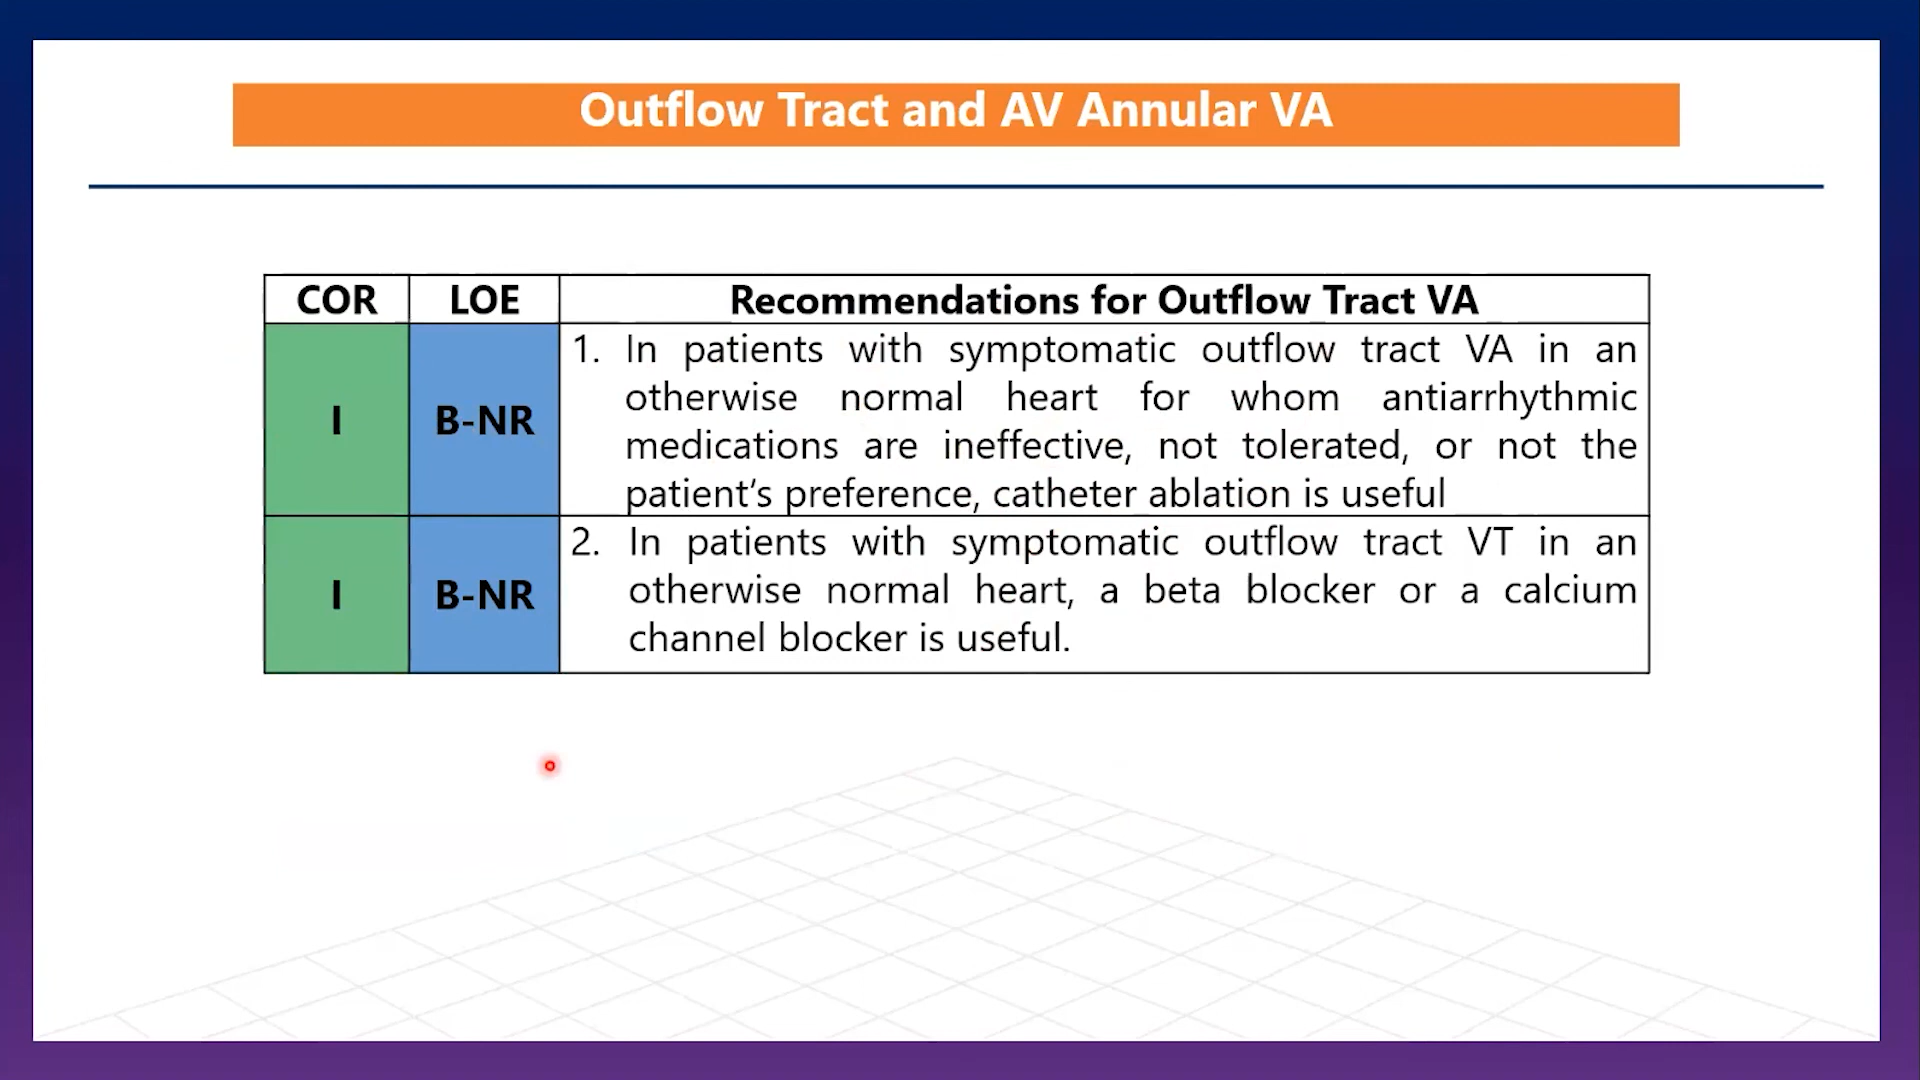 Outflow Tract and AV Annular VA
COR LOE Recommendations for Outflow Tract VA
I B-NR 1. In patients with symptomatic outflow tract VA in an
otherwise normal heart for whom antiarrhythmic
medications are ineffective, not tolerated, or not the
patient‘s preference, catheter ablation is useful
I B-NR 2. In patients with symptomatic outflow tract VT in an
otherwise normal heart, a beta blocker or a calcium
channel blocker is useful.